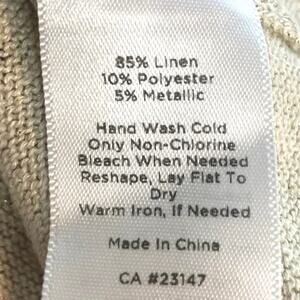 85% Linen
10% Polyester
5% Metallic
Hand Wash Cold
Only Non-Chlorine
Bleach When Needed
Reshape, Lay Flat To
Dry
Warm Iron, if Needed
Made In China
CA #23147